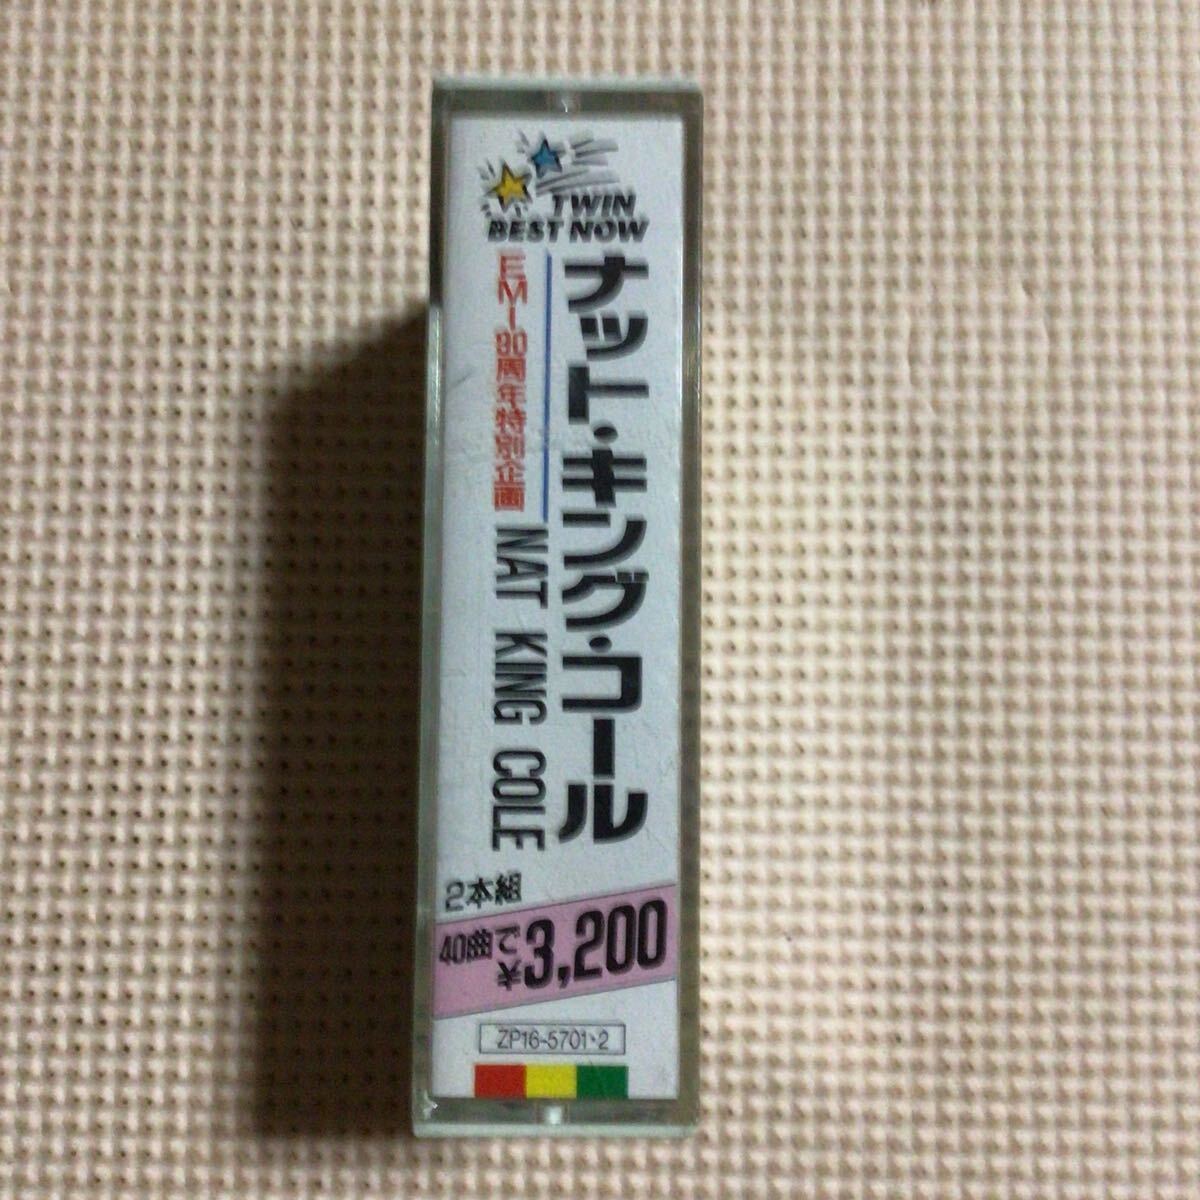 TWIN
BEST NOW
ナット・キング・コール
EMI-90周年特別企画
NAT KING COLE
2本組
40曲で
¥3,200
ZP16-5701・2